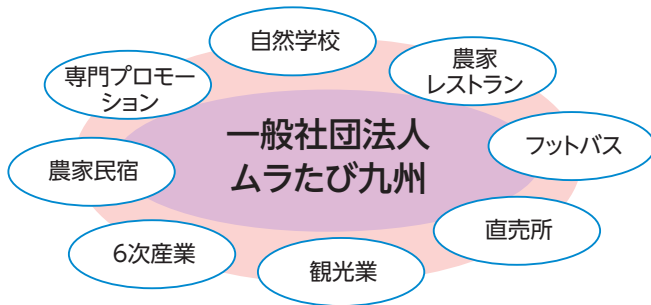 自然学校
農家
レストラン
専門プロモー
ション
一般社団法人
ムラたび九州
フットバス
農家民宿
直売所
6次産業
観光業